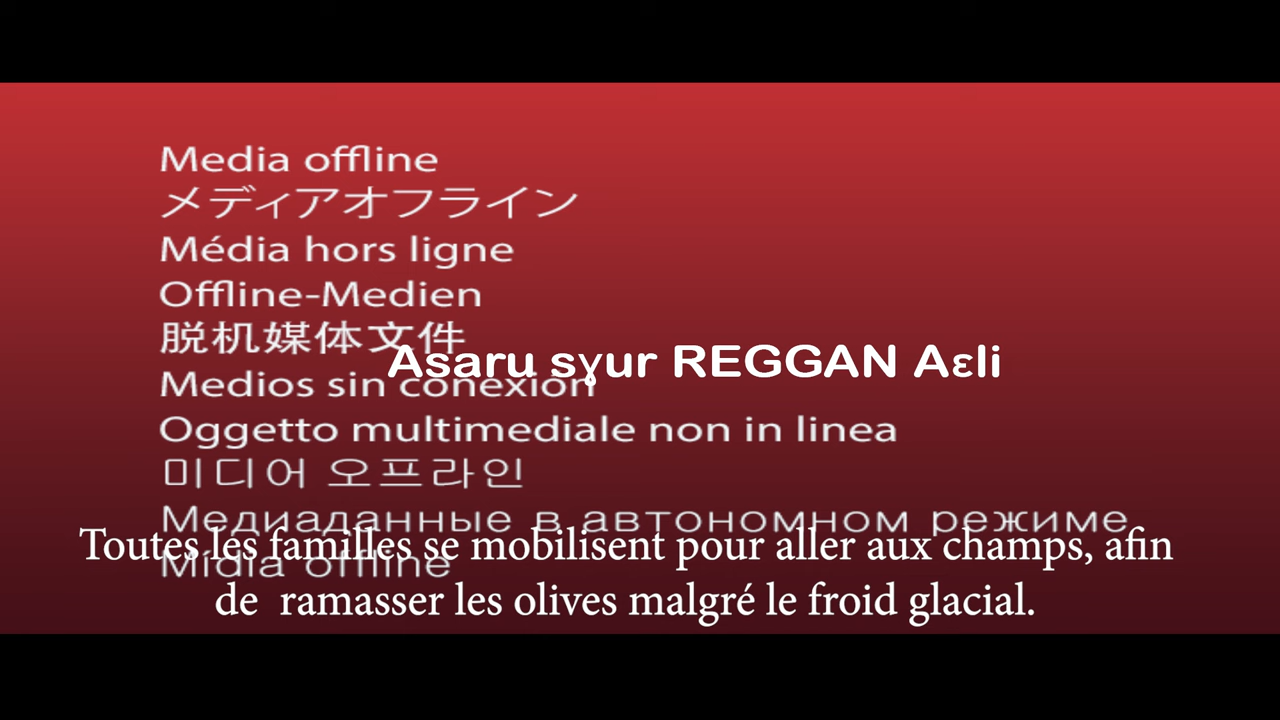 Media offline
メディアオフライン
Média hors ligne
Offline-Medien
脱机媒体文件
Asaru sɣur REGGAN Aɛli
Medios sin conexión
Oggetto multimediale non in linea
미디어 오프라인
Медиаданные в автономном режиме
Toutes les familles se mobilisent pour aller aux champs, afin
Mídia offline
de  ramasser les olives malgré le froid glacial.